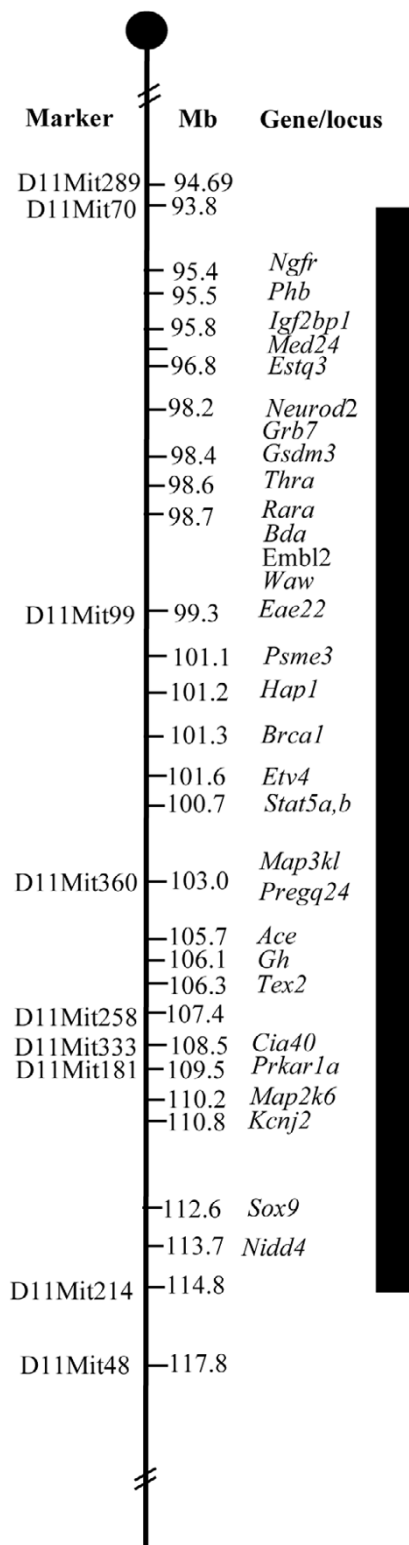 Marker Mb Gene/locus
D11Mit289 94.69
D11Mit70 93.8
95.4 Ngfr
95.5 Phb
95.8 Igf2bp1
Med24
96.8 Estq3
98.2 Neurod2
Grb7
98.4 Gsdm3
98.6 Thra
98.7 Rara
Bda
Embl2
Waw
D11Mit99 99.3 Eae22
101.1 Psme3
101.2 Hap1
101.3 Brca1
101.6 Etv4
100.7 Stat5a,b
Map3kl
D11Mit360 103.0 Pregq24
105.7 Ace
106.1 Gh
106.3 Tex2
D11Mit258 107.4
D11Mit333 108.5 Cia40
D11Mit181 109.5 Prkar1a
110.2 Map2k6
110.8 Kcnj2
112.6 Sox9
113.7 Nidd4
D11Mit214 114.8
D11Mit48 117.8